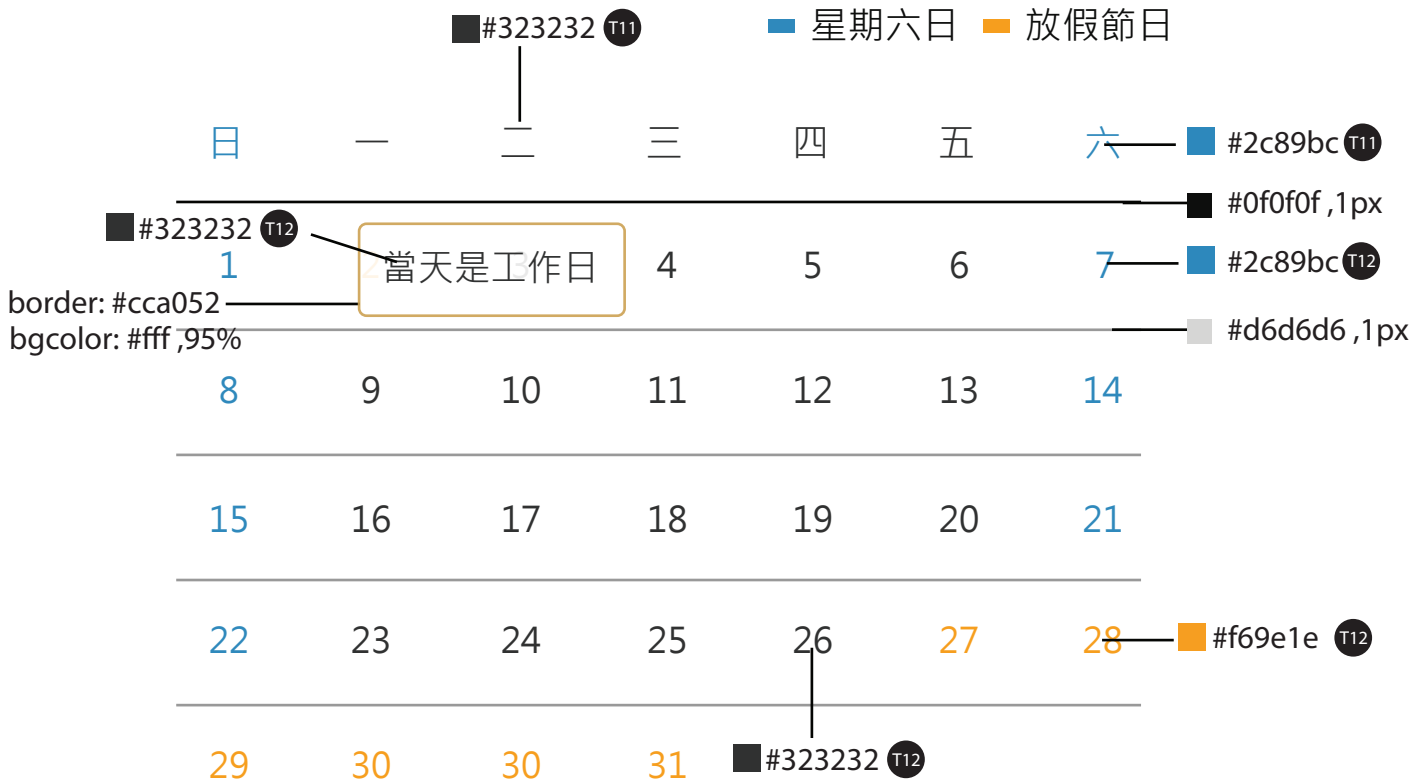 #323232 T11
星期六日 放假節日
日 一 二 三 四 五 六
#2c89bc T11
#0f0f0f ,1px
#323232 T12
1 2 當天是工作日 3 4 5 6 7
#2c89bc T12
border: #cca052
bgcolor: #fff ,95%
#d6d6d6 ,1px
8 9 10 11 12 13 14
15 16 17 18 19 20 21
22 23 24 25 26 27 28
#f69e1e T12
29 30 30 31
#323232 T12